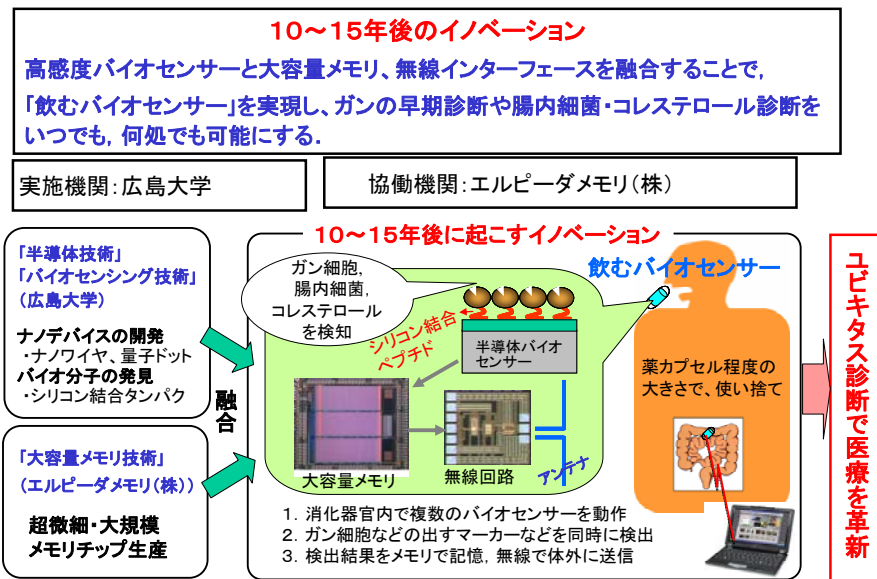 10～15年後のイノベーション
高感度バイオセンサーと大容量メモリ、無線インターフェースを融合することで,
「飲むバイオセンサー」を実現し、ガンの早期診断や腸内細菌・コレステロール診断を
いつでも，何処でも可能にする．
実施機関：広島大学
協働機関：エルピーダメモリ（株）
「半導体技術」
「バイオセンシング技術」
（広島大学）
ナノデバイスの開発
・ナノワイヤ、量子ドット
バイオ分子の発見
・シリコン結合タンパク
「大容量メモリ技術」
（エルピーダメモリ（株））
超微細・大規模
メモリチップ生産
融合
10～15年後に起こすイノベーション
ガン細胞,
腸内細菌,
コレステロール
を検知
シリコン結合
ペプチド
半導体バイオ
センサー
大容量メモリ
無線回路
アンテナ
飲むバイオセンサー
薬カプセル程度の
大きさで、使い捨て
1．消化器官内で複数のバイオセンサーを動作
2．ガン細胞などの出すマーカーなどを同時に検出
3．検出結果をメモリで記憶，無線で体外に送信
ユビキタス診断で医療を革新